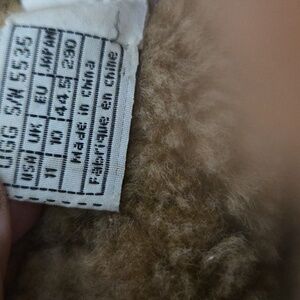 UGG S/N 5535
USA UK EU JAPAN
11 10 44.5 290
Made in china
Fabrique en chine